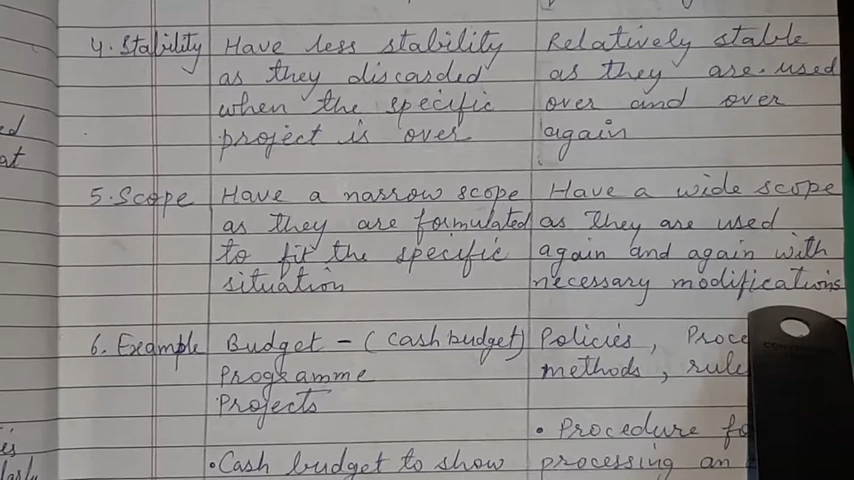 4. Stability Have less stability Relatively stable
as they discarded as they are used
when the specific over and over
project is over again
5. Scope Have a narrow scope Have a wide scope
as they are formulated as they are used
to fit the specific again and again with
situation necessary modifications
6. Example Budget - (cash budget) Policies,
Programme methods,
Projects
• Procedure
• Cash budget to show processing an